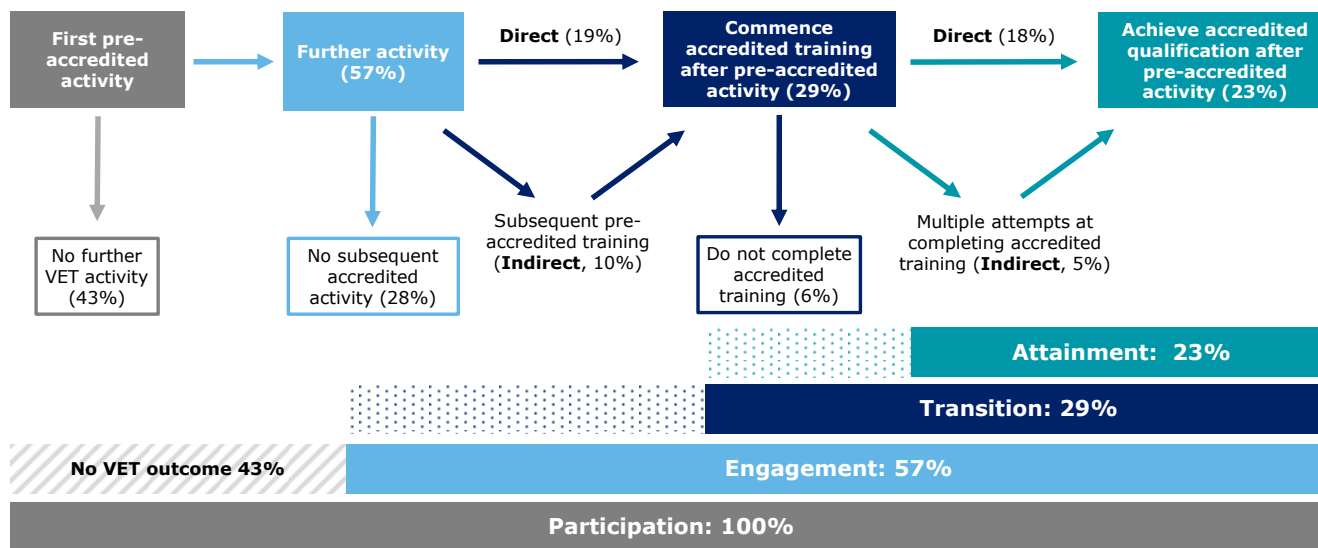 First pre-
accredited
activity
Further activity
(57%)
Direct (19%)
Commence
accredited training
after pre-accredited
activity (29%)
Direct (18%)
Achieve accredited
qualification after
pre-accredited
activity (23%)
No further
VET activity
(43%)
No subsequent
accredited
activity (28%)
Subsequent pre-
accredited training
(Indirect, 10%)
Do not complete
accredited
training (6%)
Multiple attempts at
completing accredited
training (Indirect, 5%)
Attainment: 23%
Transition: 29%
No VET outcome 43%
Engagement: 57%
Participation: 100%